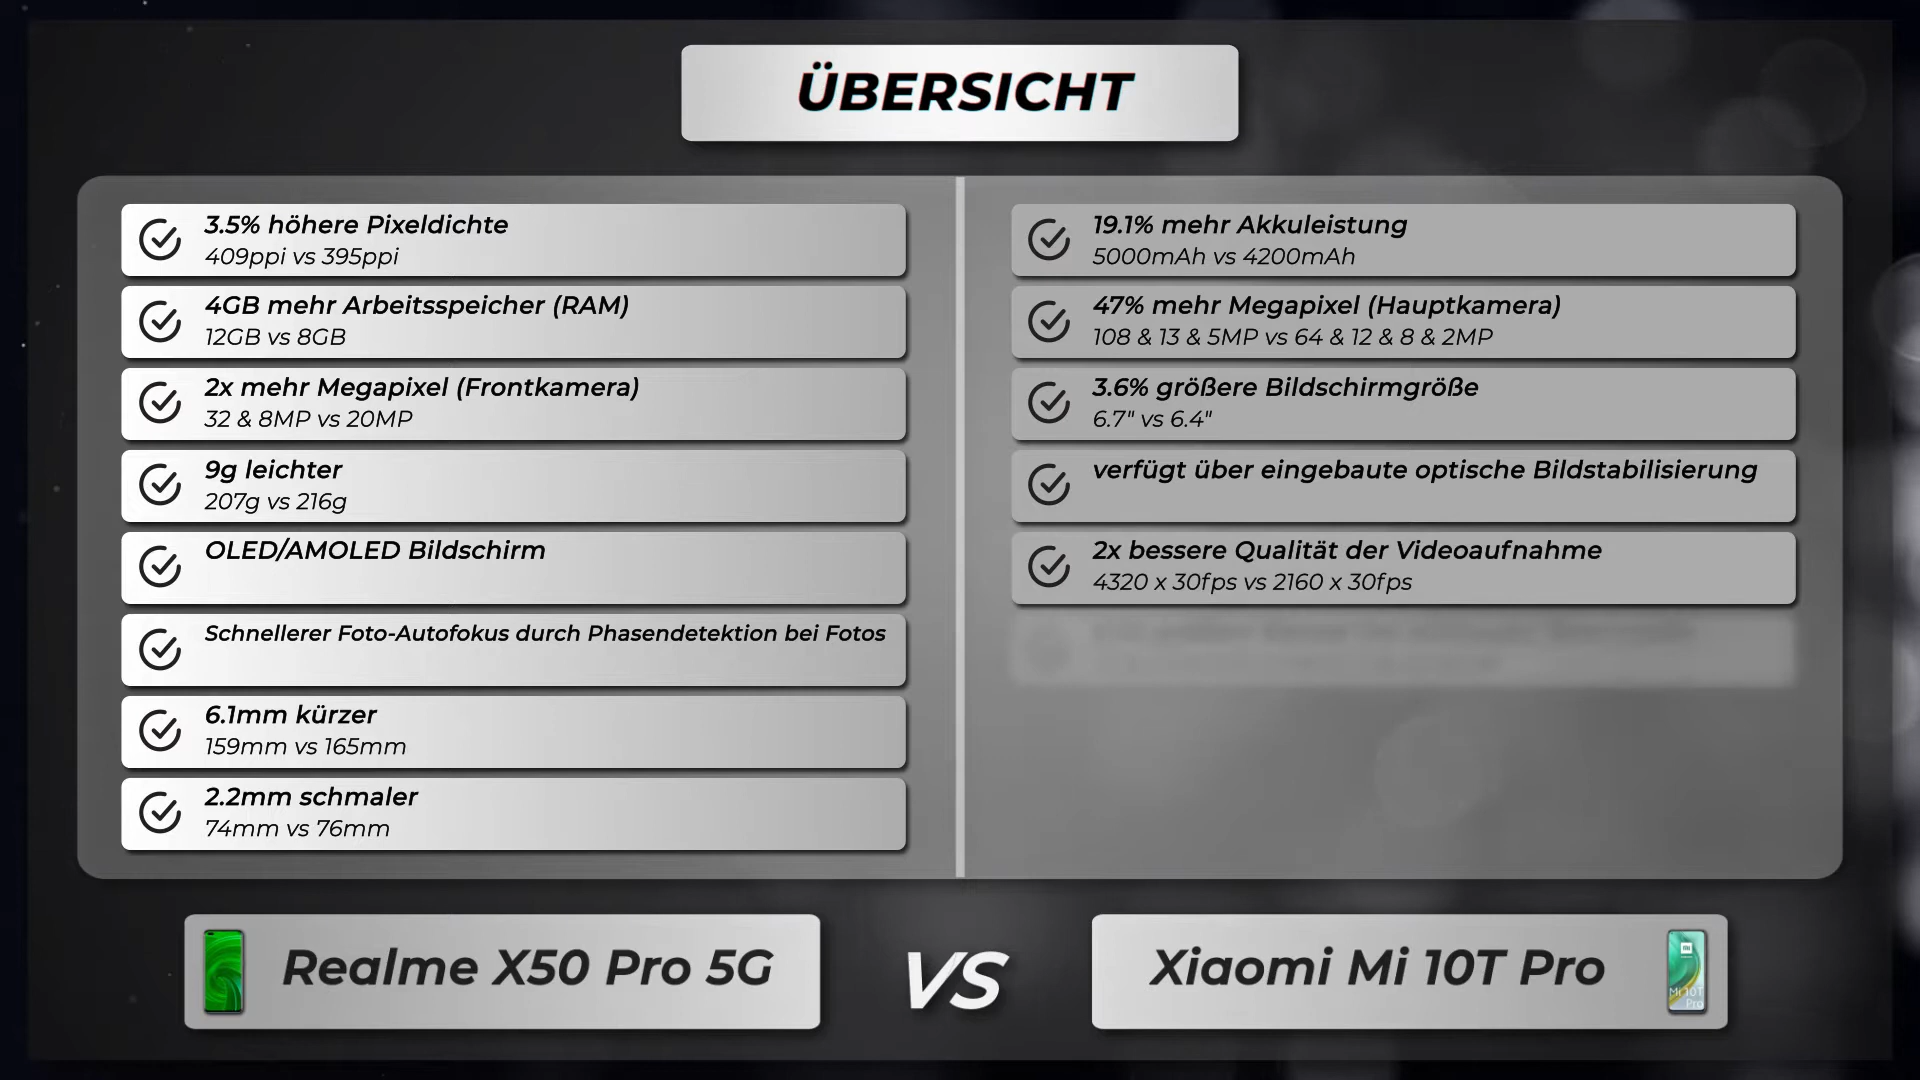 ÜBERSICHT
3.5% höhere Pixeldichte
409ppi vs 395ppi
4GB mehr Arbeitsspeicher (RAM)
12GB vs 8GB
2x mehr Megapixel (Frontkamera)
32 & 8MP vs 20MP
9g leichter
207g vs 216g
OLED/AMOLED Bildschirm
Schnellerer Foto-Autofokus durch Phasendetektion bei Fotos
6.1mm kürzer
159mm vs 165mm
2.2mm schmaler
74mm vs 76mm
19.1% mehr Akkuleistung
5000mAh vs 4200mAh
47% mehr Megapixel (Hauptkamera)
108 & 13 & 5MP vs 64 & 12 & 8 & 2MP
3.6% größere Bildschirmgröße
6.7" vs 6.4"
verfügt über eingebaute optische Bildstabilisierung
2x bessere Qualität der Videoaufnahme
4320 x 30fps vs 2160 x 30fps
Realme X50 Pro 5G
VS
Xiaomi Mi 10T Pro
Mi 10T
Pro